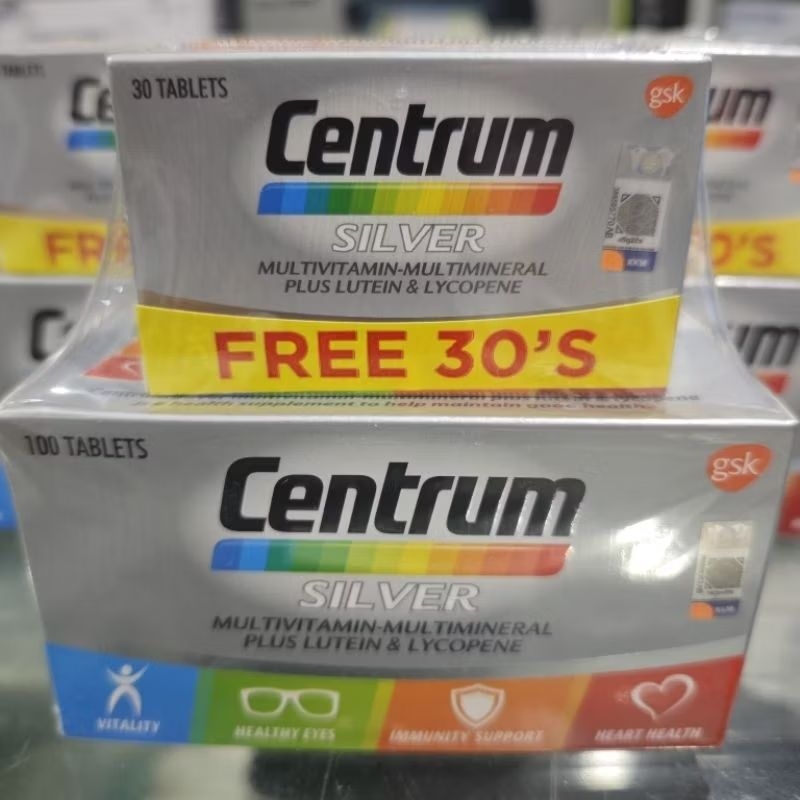 30 TABLETS
gsk
Centrum
SILVER
MULTIVITAMIN-MULTIMINERAL
PLUS LUTEIN & LYCOPENE
FREE 30'S
100 TABLETS
gsk
Centrum
SILVER
MULTIVITAMIN-MULTIMINERAL
PLUS LUTEIN & LYCOPENE
VITALITY
HEALTHY EYES
IMMUNITY SUPPORT
HEART HEALTH